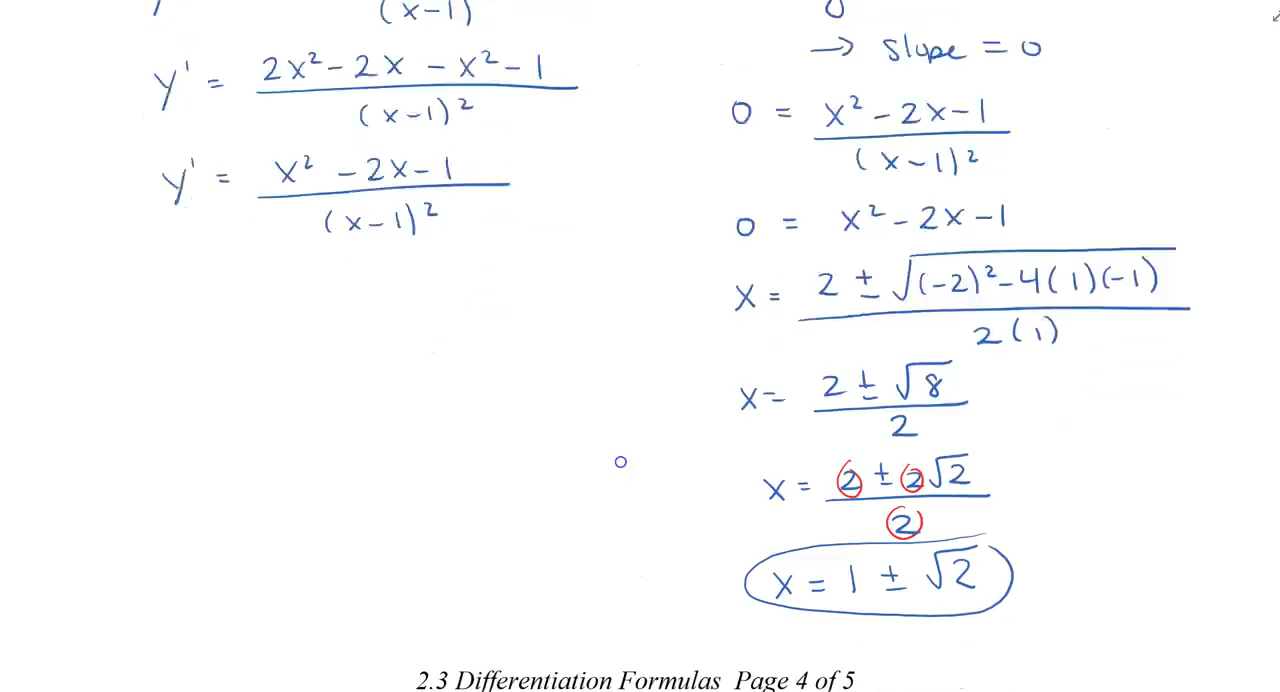 (x-1)
y' = 2x² - 2x - x² - 1 / (x-1)²
y' = x² - 2x - 1 / (x-1)²
→ slope = 0
0 = x² - 2x - 1 / (x-1)²
0 = x² - 2x - 1
x = 2 ± √(-2)² - 4(1)(-1) / 2(1)
x = 2 ± √8 / 2
x = 2 ± 2√2 / 2
x = 1 ± √2
2.3 Differentiation Formulas Page 4 of 5